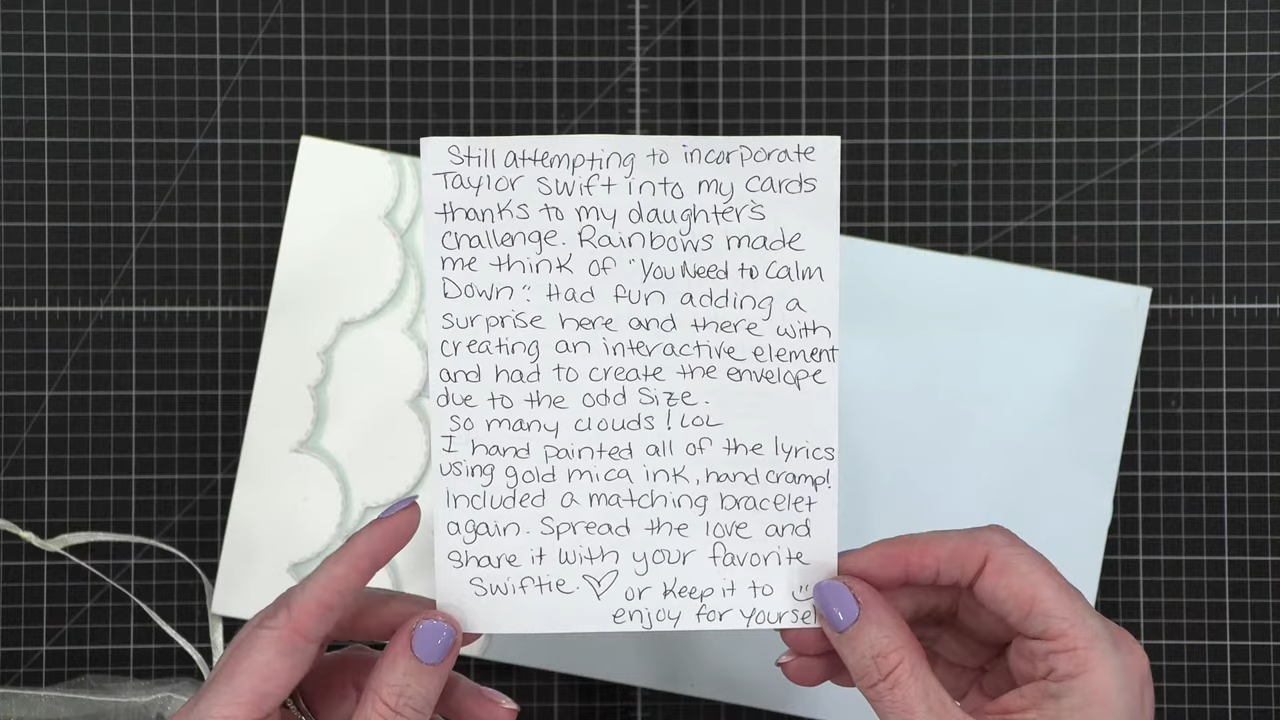 Still attempting to incorporate
Taylor Swift into my cards
thanks to my daughter's
challenge. Rainbows made
me think of "You Need to Calm
Down". Had fun adding a
surprise here and there with
creating an interactive element
and had to create the envelope
due to the odd size.
So many clouds! LOL
I hand painted all of the lyrics
using gold mica ink, hand cramp!
Included a matching bracelet
again. Spread the love and
share it with your favorite
Swiftie. ♡ or keep it to
enjoy for yoursel